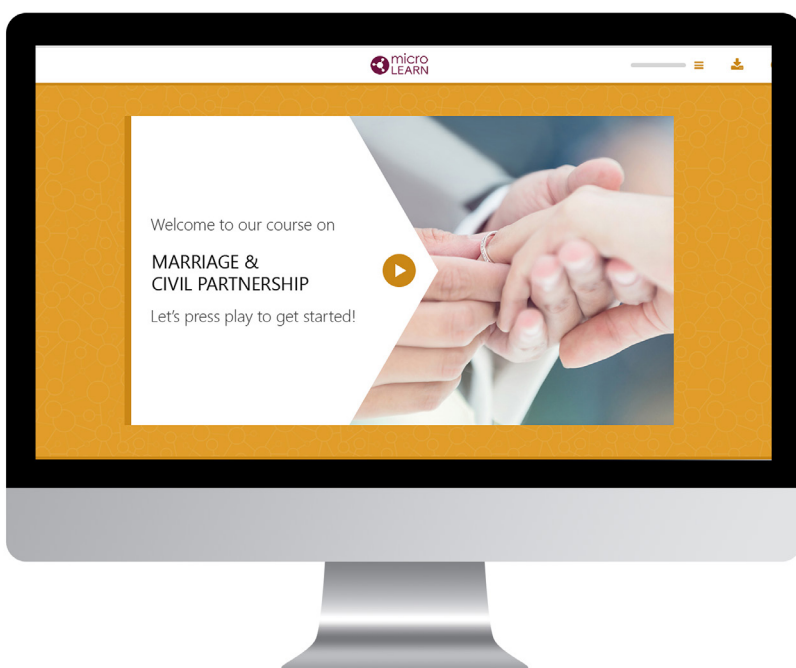 micro
LEARN
Welcome to our course on
MARRIAGE &
CIVIL PARTNERSHIP
Let's press play to get started!